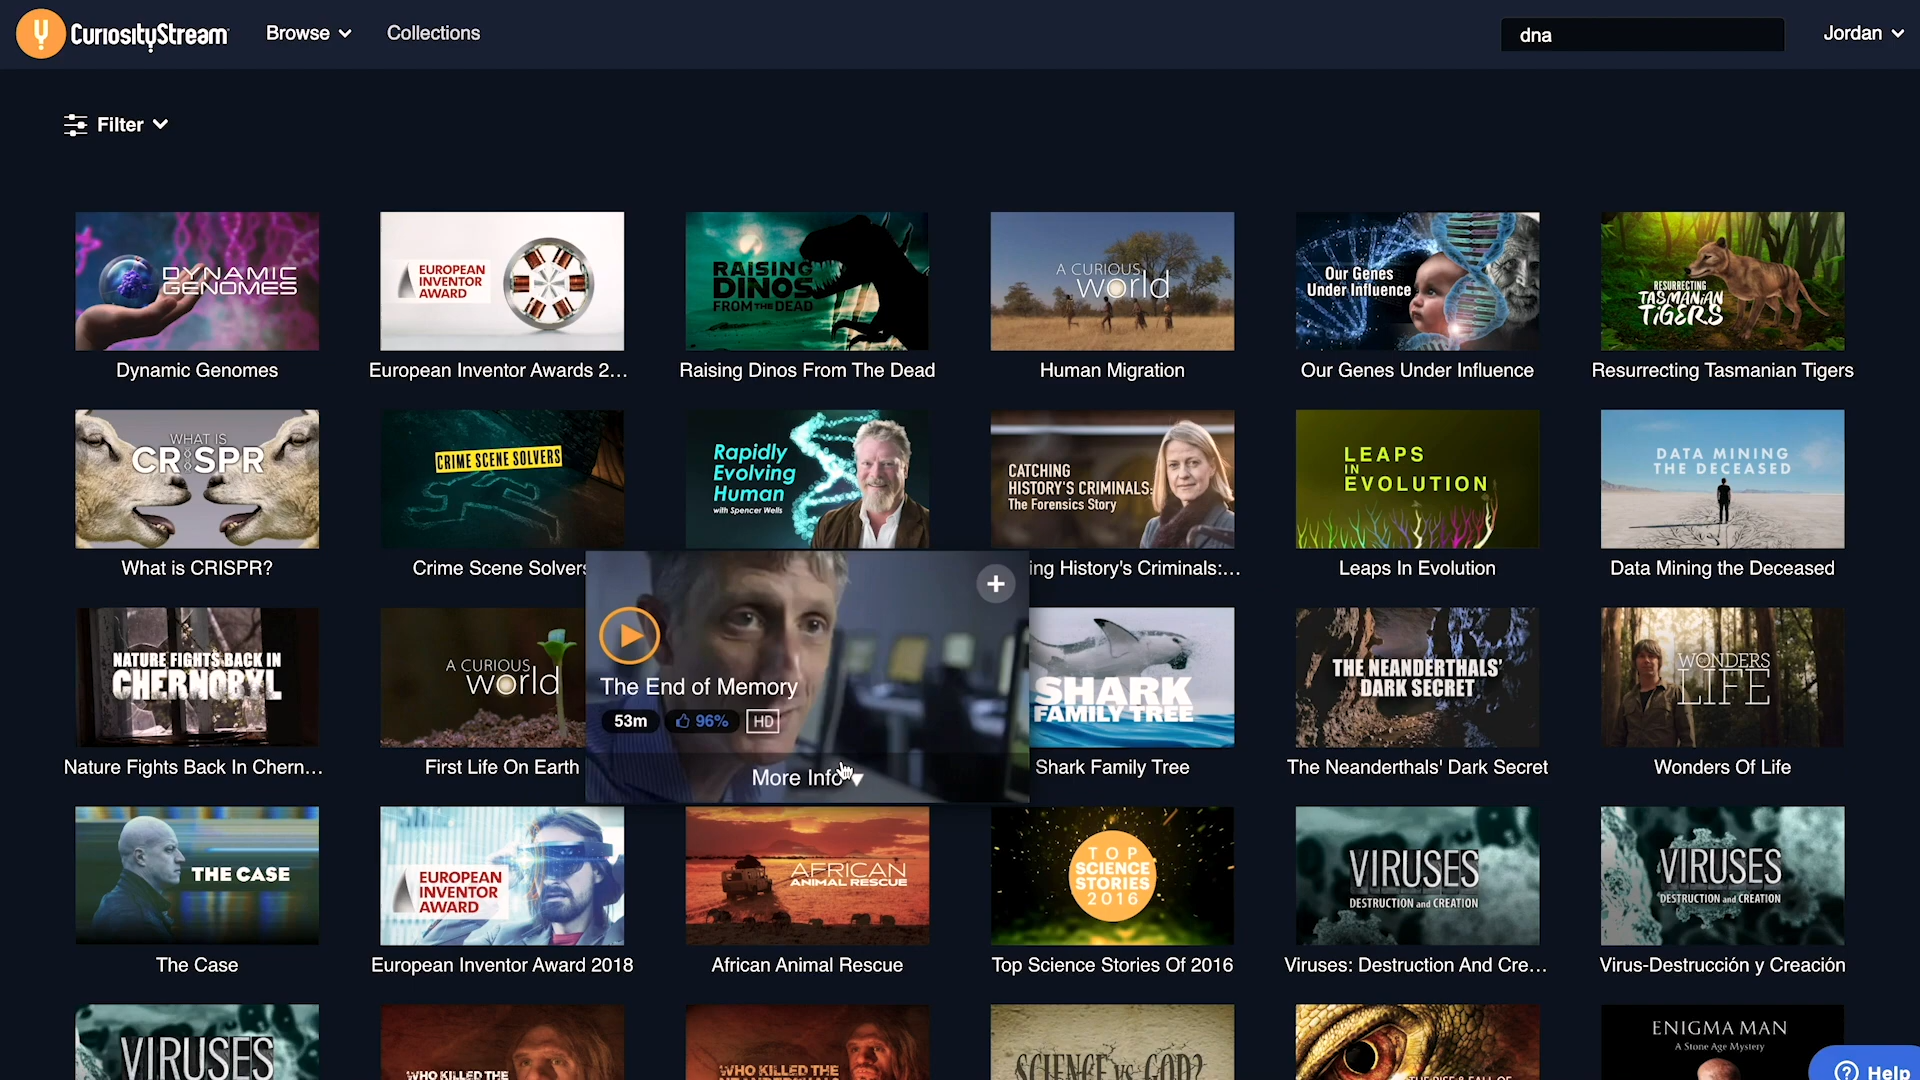 CuriosityStream
Browse
Collections
dna
Jordan
Filter
DYNAMIC
GENOMES
EUROPEAN
INVENTOR
AWARD
RAISING
DINOS
FROM THE DEAD
A CURIOUS
world
Our Genes
Under Influence
RESURRECTING
TASMANIAN
TIGERS
Dynamic Genomes
European Inventor Awards 2...
Raising Dinos From The Dead
Human Migration
Our Genes Under Influence
Resurrecting Tasmanian Tigers
WHAT IS
CRISPR
CRIME SCENE SOLVERS
Rapidly
Evolving
Human
with Spencer Wells
CATCHING
HISTORY'S CRIMINALS:
The Forensics Story
LEAPS
IN
EVOLUTION
DATA MINING
THE DECEASED
What is CRISPR?
Crime Scene Solvers
ing History's Criminals:...
Leaps In Evolution
Data Mining the Deceased
NATURE FIGHTS BACK IN
CHERNOBYL
A CURIOUS
world
The End of Memory
53m
96%
HD
More Info
SHARK
FAMILY TREE
THE NEANDERTHALS'
DARK SECRET
WONDERS
OF
LIFE
Nature Fights Back In Chern...
First Life On Earth
Shark Family Tree
The Neanderthals' Dark Secret
Wonders Of Life
THE CASE
EUROPEAN
INVENTOR
AWARD
AFRICAN
ANIMAL RESCUE
TOP
SCIENCE
STORIES
2016
VIRUSES
DESTRUCTION and CREATION
VIRUSES
DESTRUCTION and CREATION
The Case
European Inventor Award 2018
African Animal Rescue
Top Science Stories Of 2016
Viruses: Destruction And Cre...
Virus-Destrucción y Creación
VIRUSES
WHO KILLED THE
WHO KILLED THE
NEANDERTHALS
SCIENCE vs GOD?
THE RISE & FALL OF
ENIGMA MAN
A Stone Age Mystery
Help